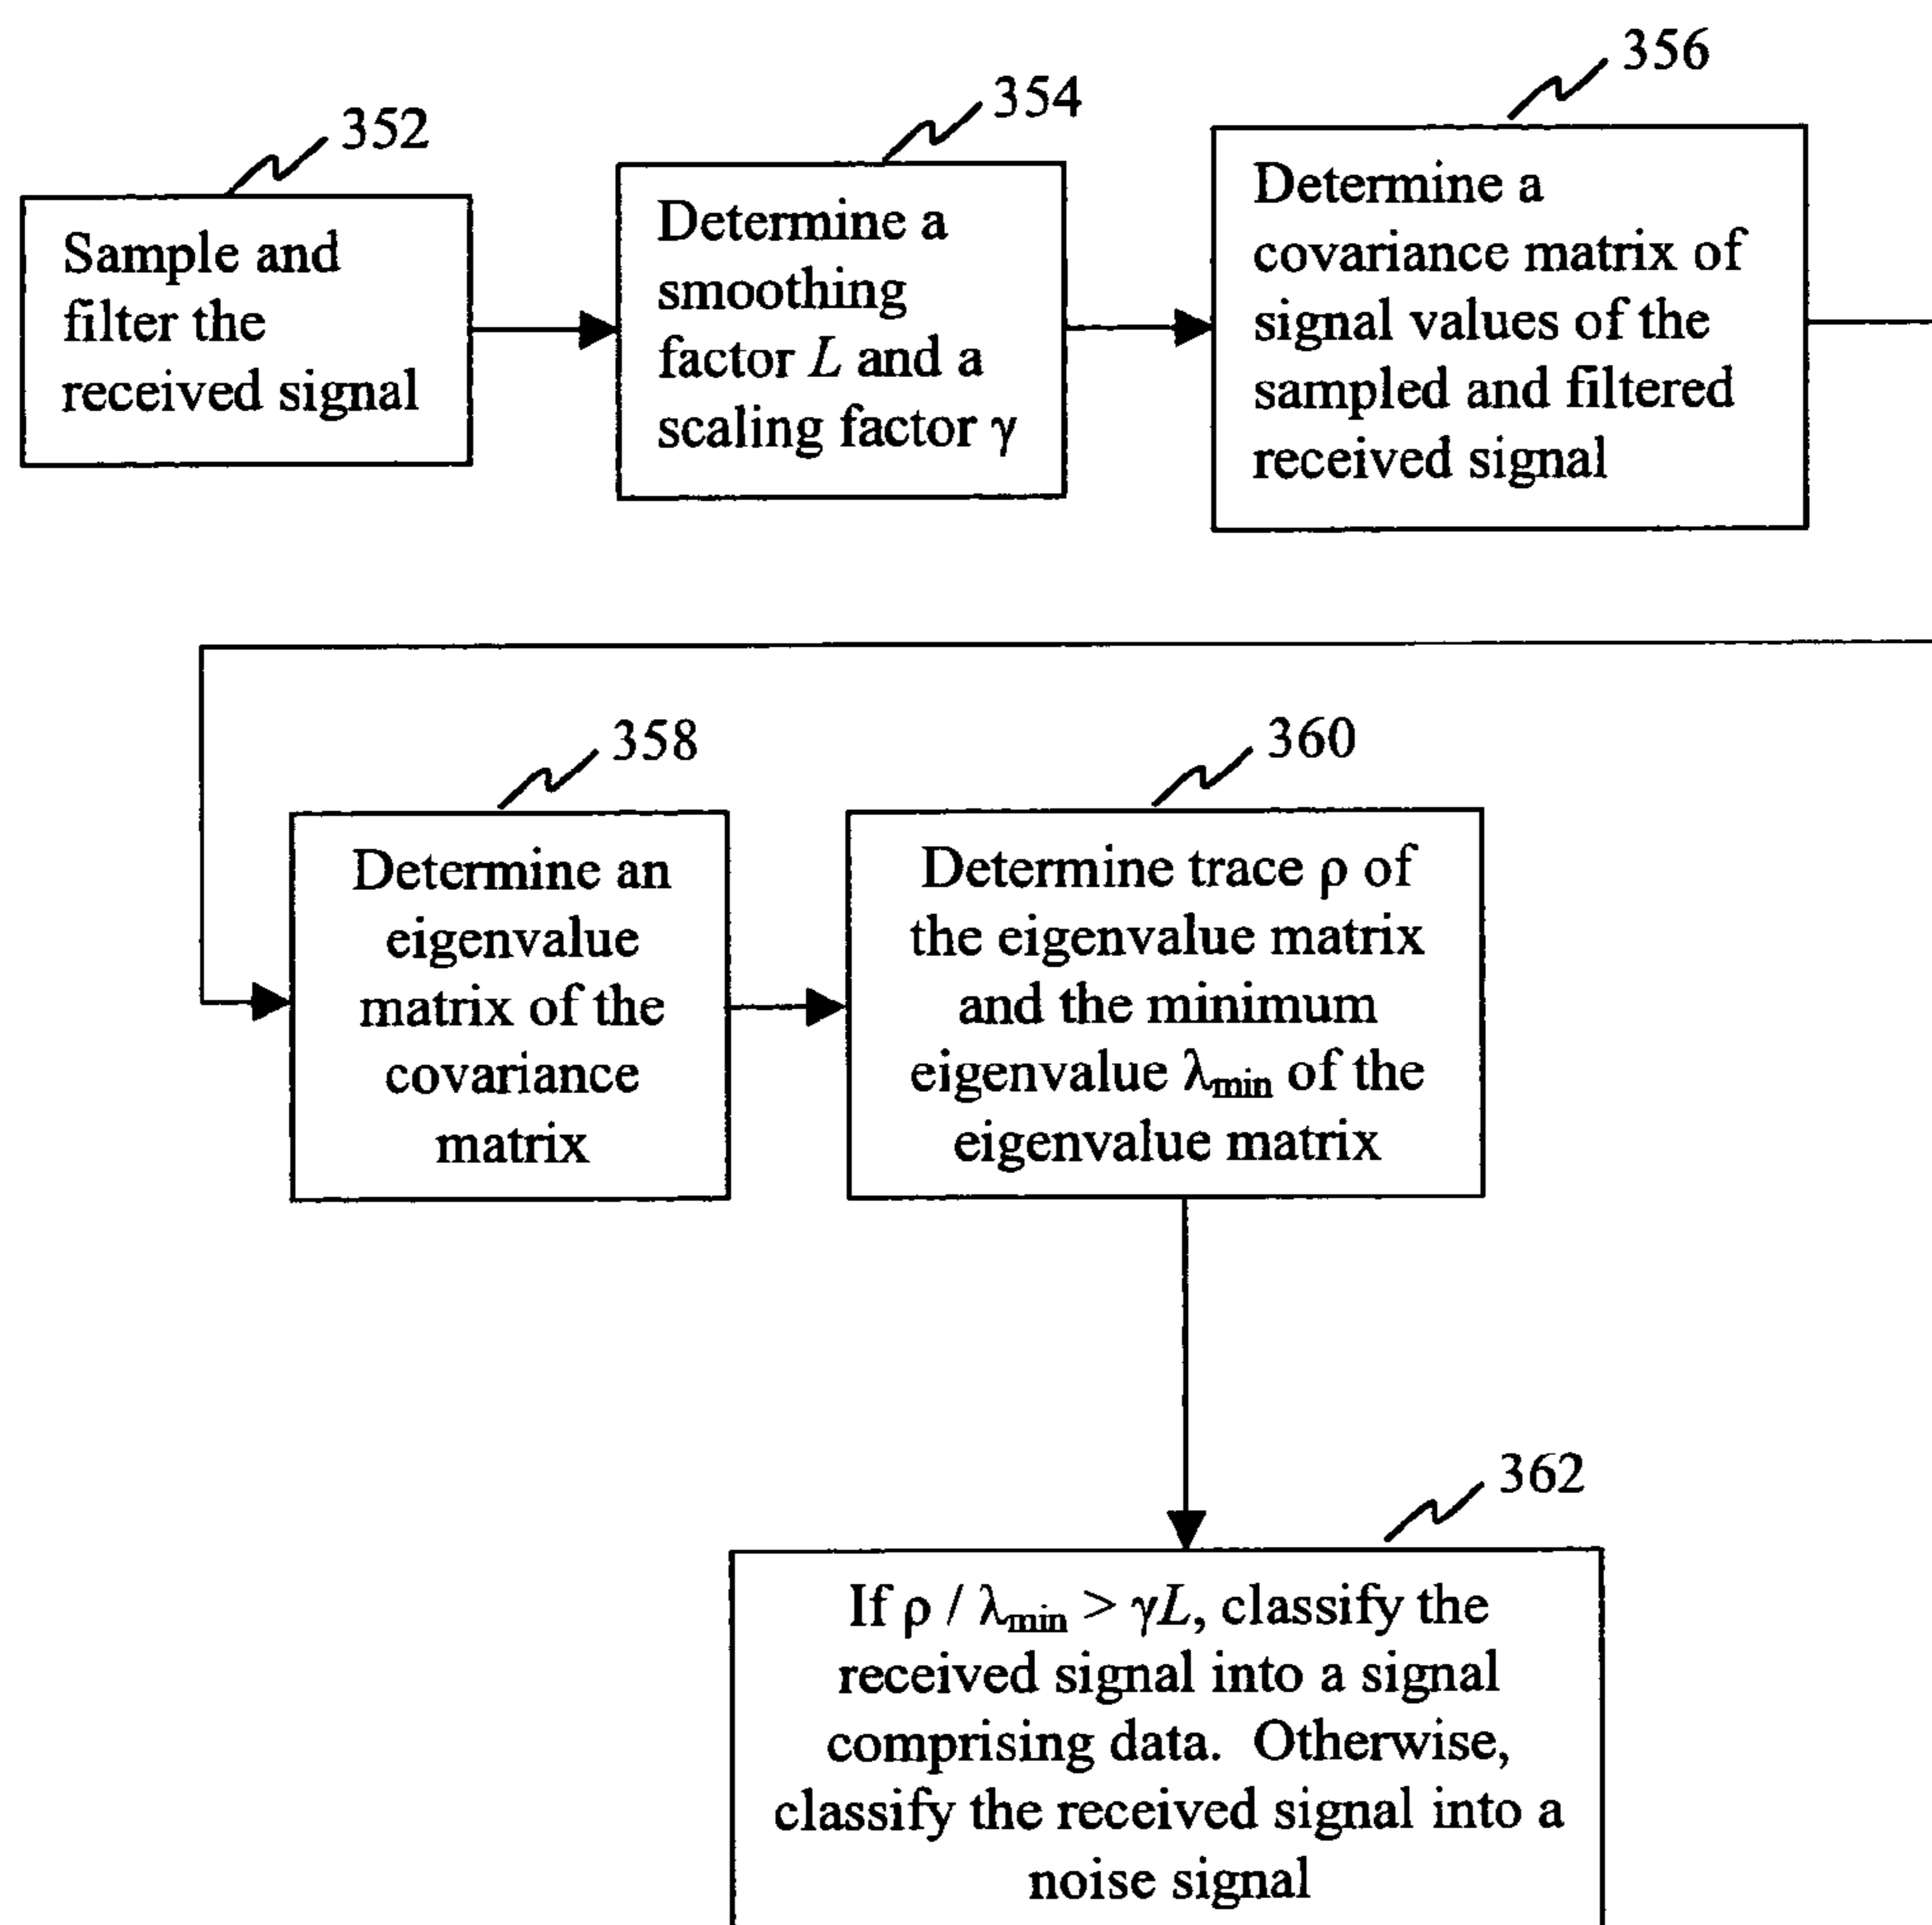 352
Sample and
filter the
received signal
354
Determine a
smoothing
factor L and a
scaling factor γ
356
Determine a
covariance matrix of
signal values of the
sampled and filtered
received signal
358
Determine an
eigenvalue
matrix of the
covariance
matrix
360
Determine trace ρ of
the eigenvalue matrix
and the minimum
eigenvalue λmin of the
eigenvalue matrix
362
If ρ / λmin > γL, classify the
received signal into a signal
comprising data. Otherwise,
classify the received signal into a
noise signal